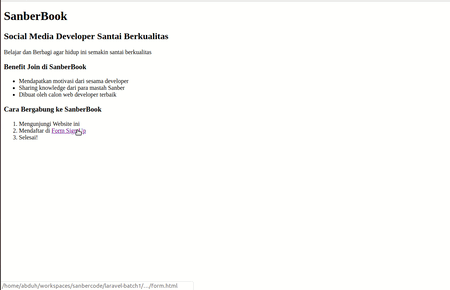 SanberBook
Social Media Developer Santai Berkualitas
Belajar dan Berbagi agar hidup ini semakin santai berkualitas
Benefit Join di SanberBook
Mendapatkan motivasi dari sesama developer
Sharing knowledge dari para mastah Sanber
Dibuat oleh calon web developer terbaik
Cara Bergabung ke SanberBook
1. Mengunjungi Website ini
2. Mendaftar di Form Sign Up
3. Selesai!
/home/abduh/workspaces/sanbercode/laravel-batch1/.../form.html